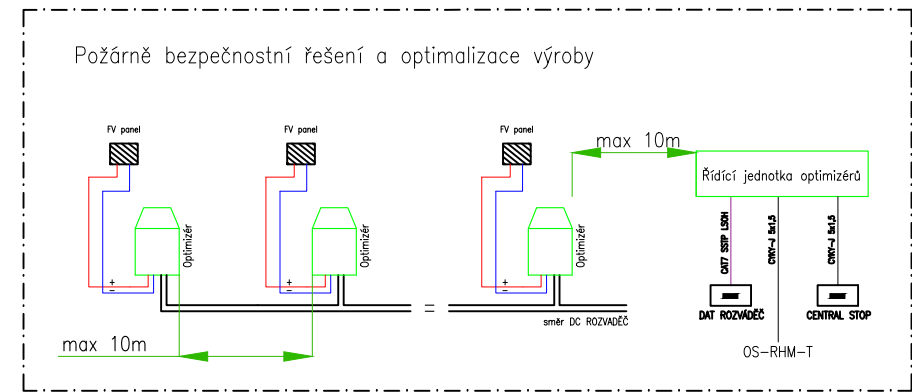 Požárně bezpečnostní řešení a optimalizace výroby
FV panel
FV panel
FV panel
max 10m
Řídící jednotka optimizérů
Optimizér
Optimizér
Optimizér
CAT7 SSTP LSOH
CYKY-J 5x1,5
CYKY-J 5x1,5
+
−
+
−
+
−
směr DC ROZVADĚČ
DAT ROZVÁDĚČ
CENTRAL STOP
max 10m
OS-RHM-T